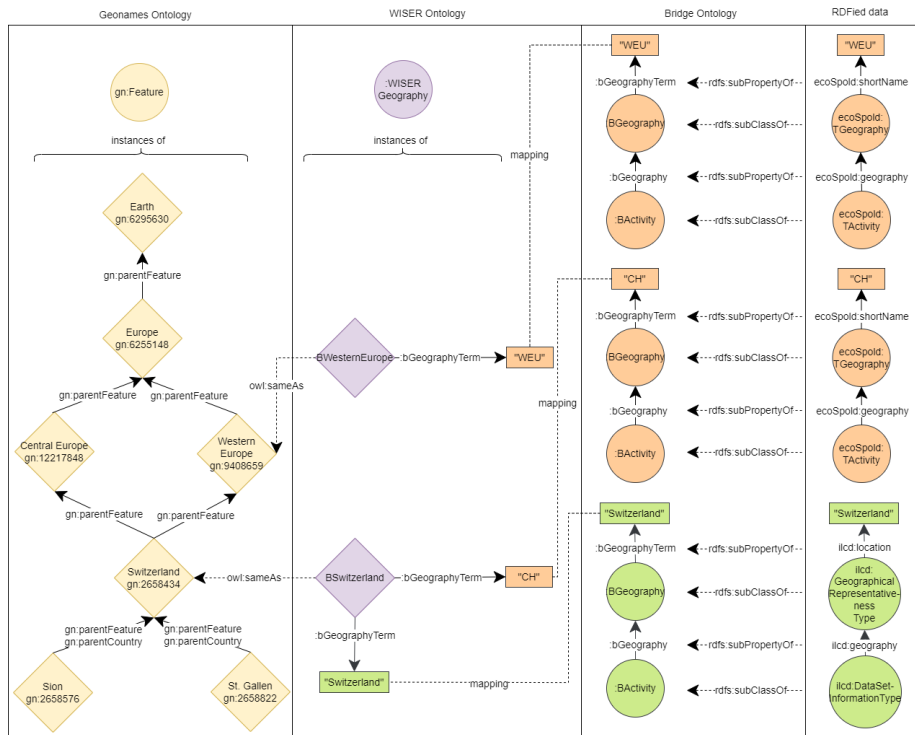 Geonames Ontology
WISER Ontology
Bridge Ontology
RDFied data
gn:Feature
instances of
Earth
gn:6295630
gn:parentFeature
Europe
gn:6255148
gn:parentFeature
gn:parentFeature
Central Europe
gn:12217848
Western
Europe
gn:9408659
gn:parentFeature
gn:parentFeature
Switzerland
gn:2658434
gn:parentFeature
gn:parentCountry
gn:parentFeature
gn:parentCountry
Sion
gn:2658576
St. Gallen
gn:2658822
:WISER
Geography
instances of
BWesternEurope
:bGeographyTerm
"WEU"
owl:sameAs
mapping
BSwitzerland
:bGeographyTerm
"CH"
owl:sameAs
mapping
:bGeographyTerm
"Switzerland"
mapping
"WEU"
:bGeographyTerm
rdfs:subPropertyOf
BGeography
rdfs:subClassOf
:bGeography
rdfs:subPropertyOf
:BActivity
rdfs:subClassOf
"CH"
:bGeographyTerm
rdfs:subPropertyOf
BGeography
rdfs:subClassOf
:bGeography
rdfs:subPropertyOf
:BActivity
rdfs:subClassOf
"Switzerland"
:bGeographyTerm
rdfs:subPropertyOf
BGeography
rdfs:subClassOf
:bGeography
rdfs:subPropertyOf
:BActivity
rdfs:subClassOf
"WEU"
ecoSpold:shortName
ecoSpold:
TGeography
ecoSpold:geography
ecoSpold:
TActivity
"CH"
ecoSpold:shortName
ecoSpold:
TGeography
ecoSpold:geography
ecoSpold:
TActivity
"Switzerland"
ilcd:location
ilcd:
Geographical
Representative-
ness
Type
ilcd:geography
ilcd:DataSet-
InformationType